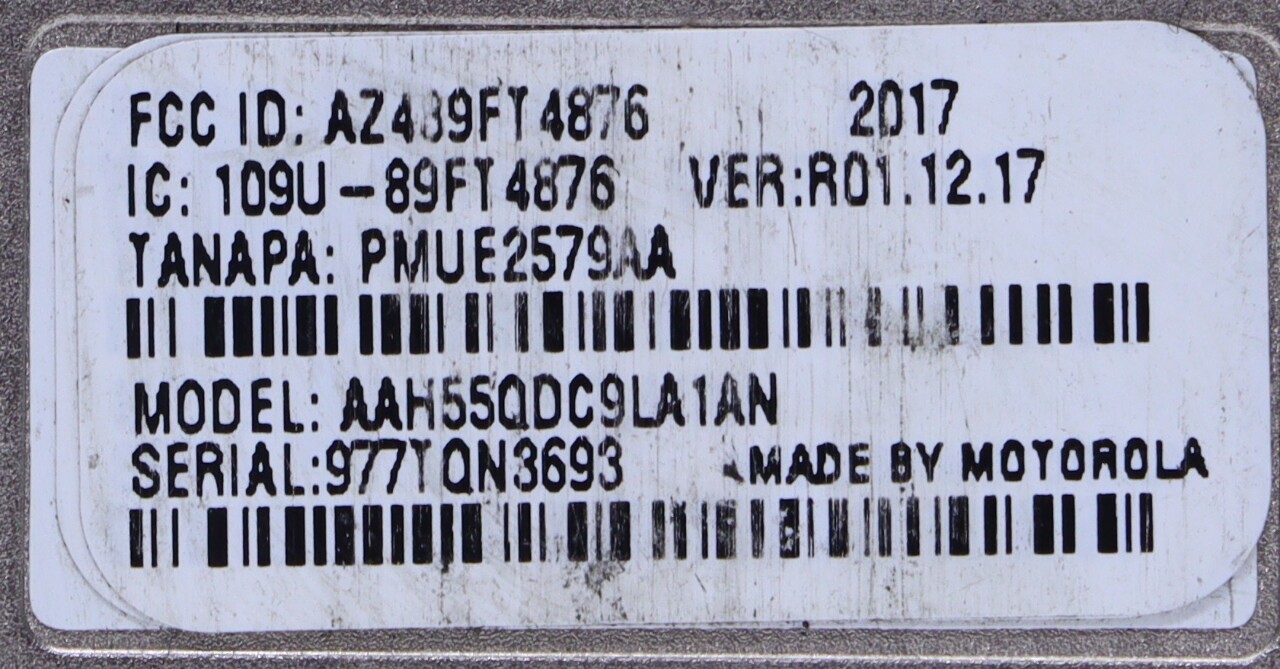 FCC ID: AZ489FT4876 2017
IC: 109U-89FT4876 VER:R01.12.17
TANAPA: PMUE2579AA
MODEL: AAH55QDC9LA1AN
SERIAL:977TQN3693 MADE BY MOTOROLA